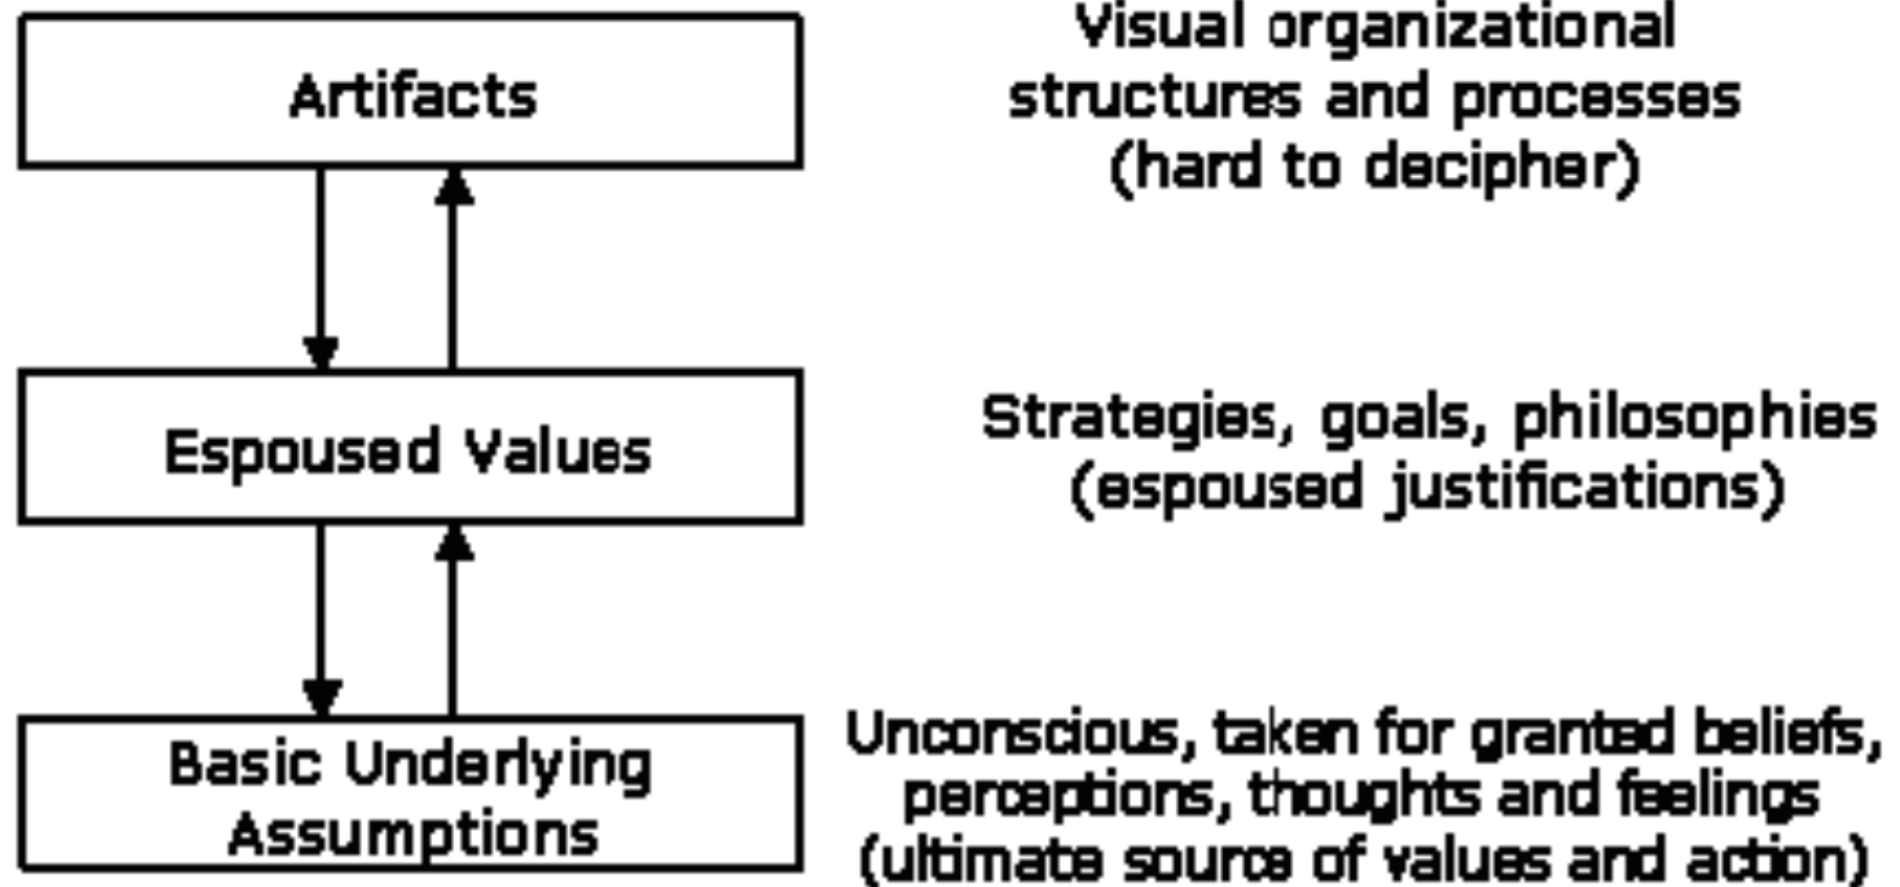 Artifacts
Visual organizational
structures and processes
(hard to decipher)
Espoused Values
Strategies, goals, philosophies
(espoused justifications)
Basic Underlying
Assumptions
Unconscious, taken for granted beliefs,
perceptions, thoughts and feelings
(ultimate source of values and action)